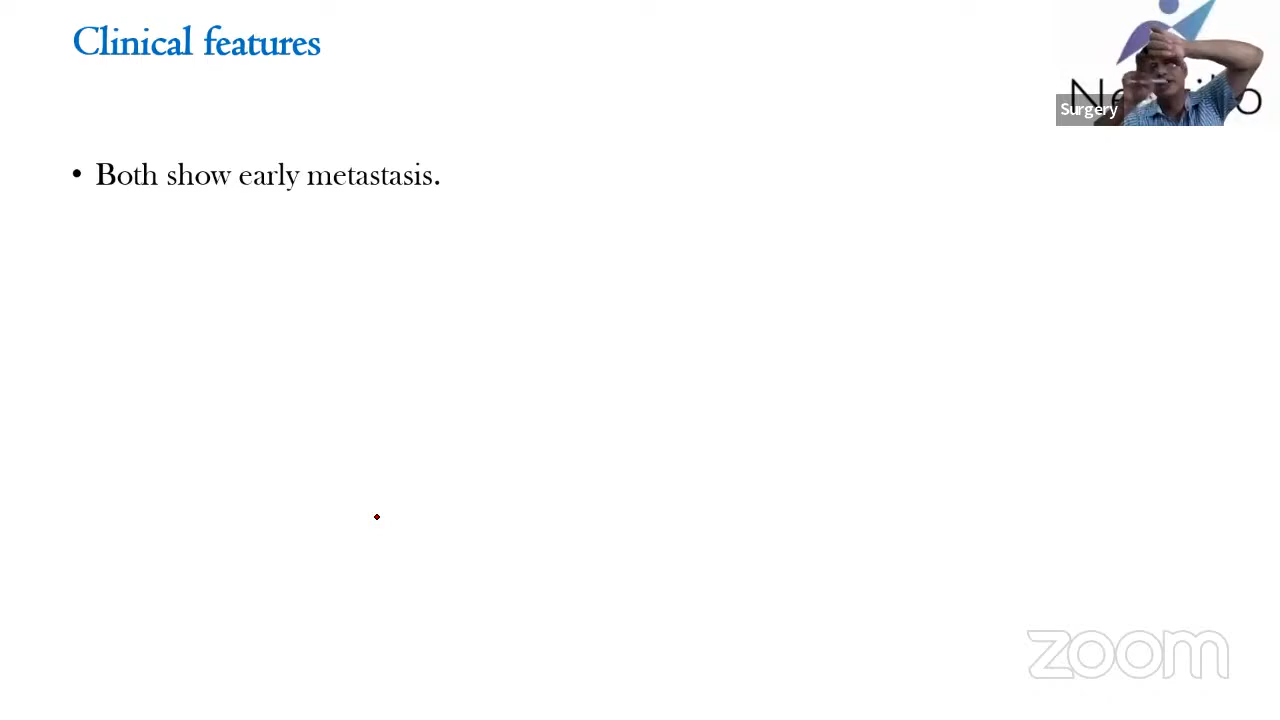 Clinical features
Surgery
• Both show early metastasis.
zoom